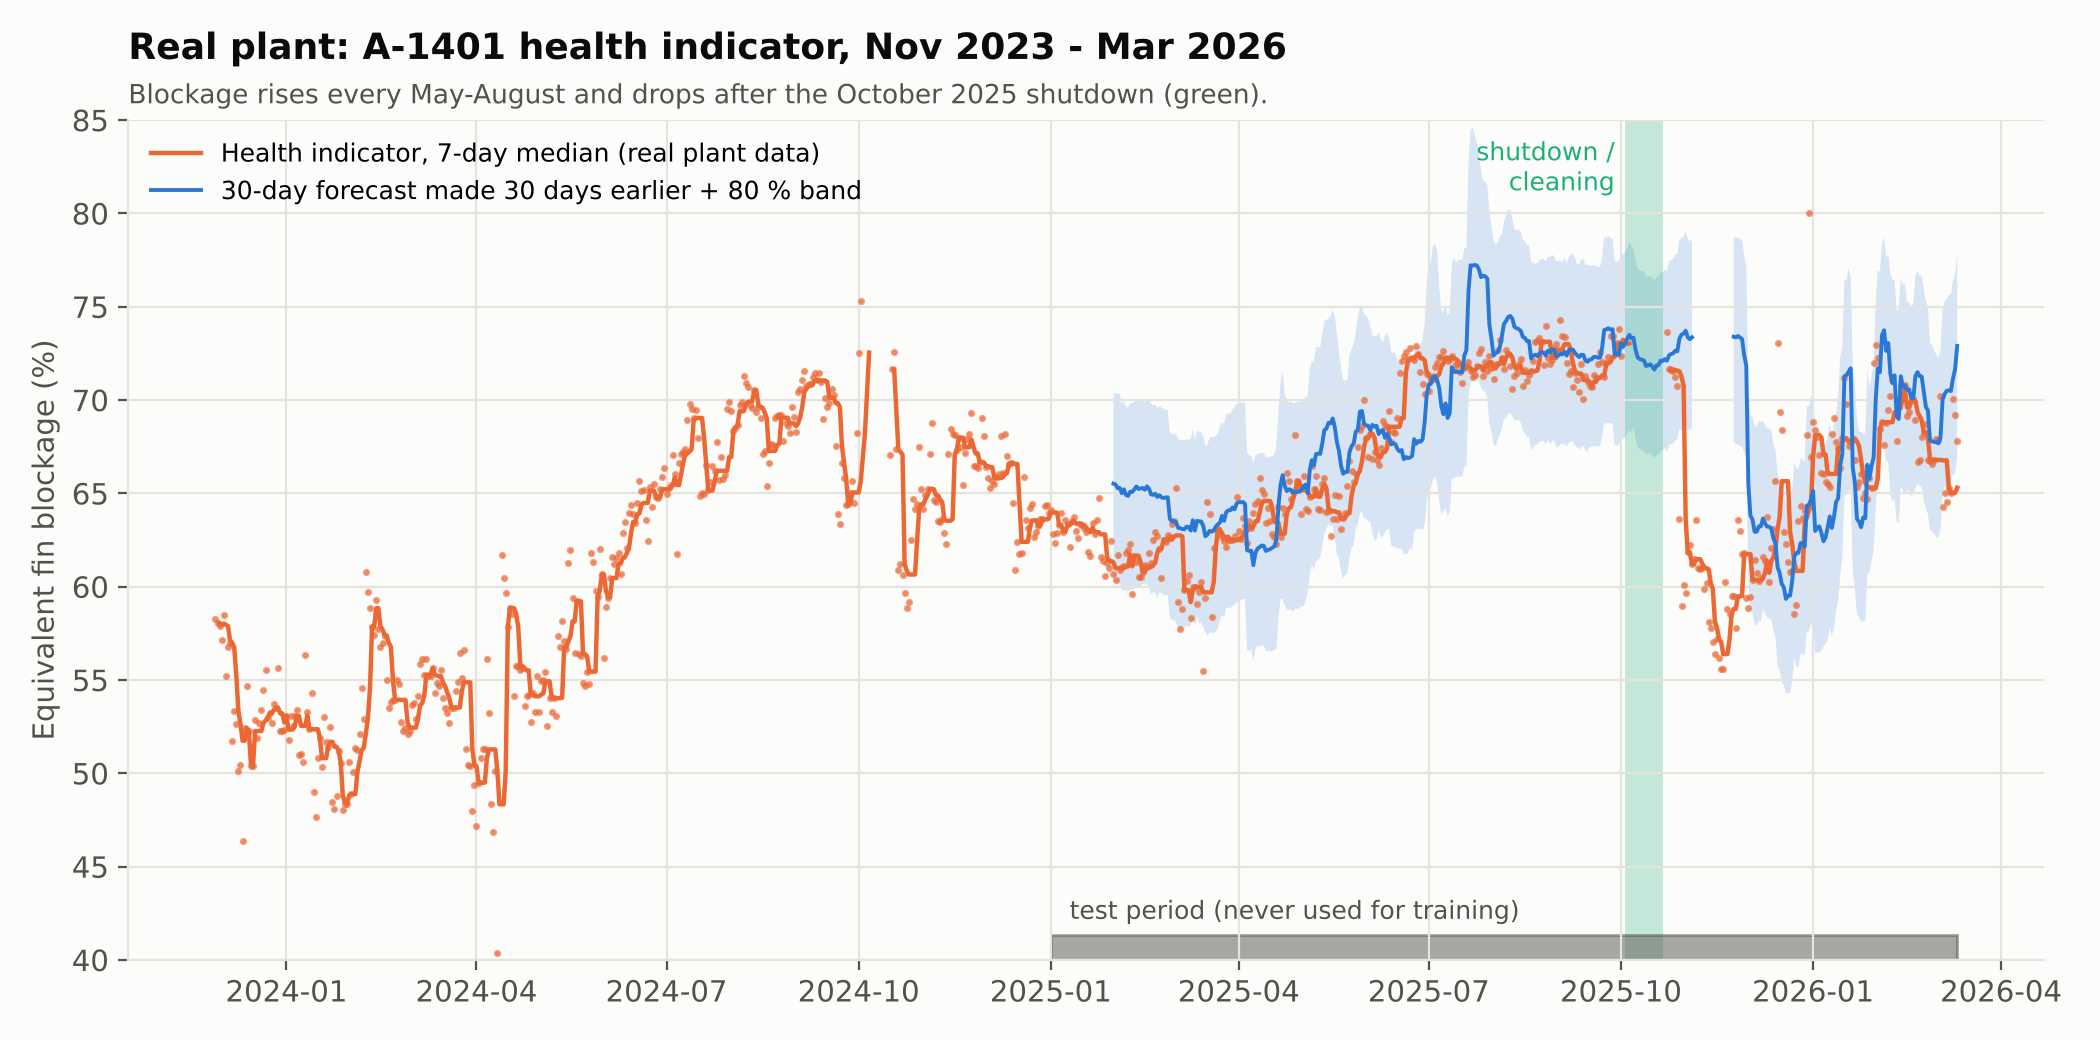 Real plant: A-1401 health indicator, Nov 2023 - Mar 2026
Blockage rises every May-August and drops after the October 2025 shutdown (green).
Health indicator, 7-day median (real plant data)
30-day forecast made 30 days earlier + 80 % band
shutdown /
cleaning
Equivalent fin blockage (%)
85
80
75
70
65
60
55
50
45
40
test period (never used for training)
2024-01
2024-04
2024-07
2024-10
2025-01
2025-04
2025-07
2025-10
2026-01
2026-04